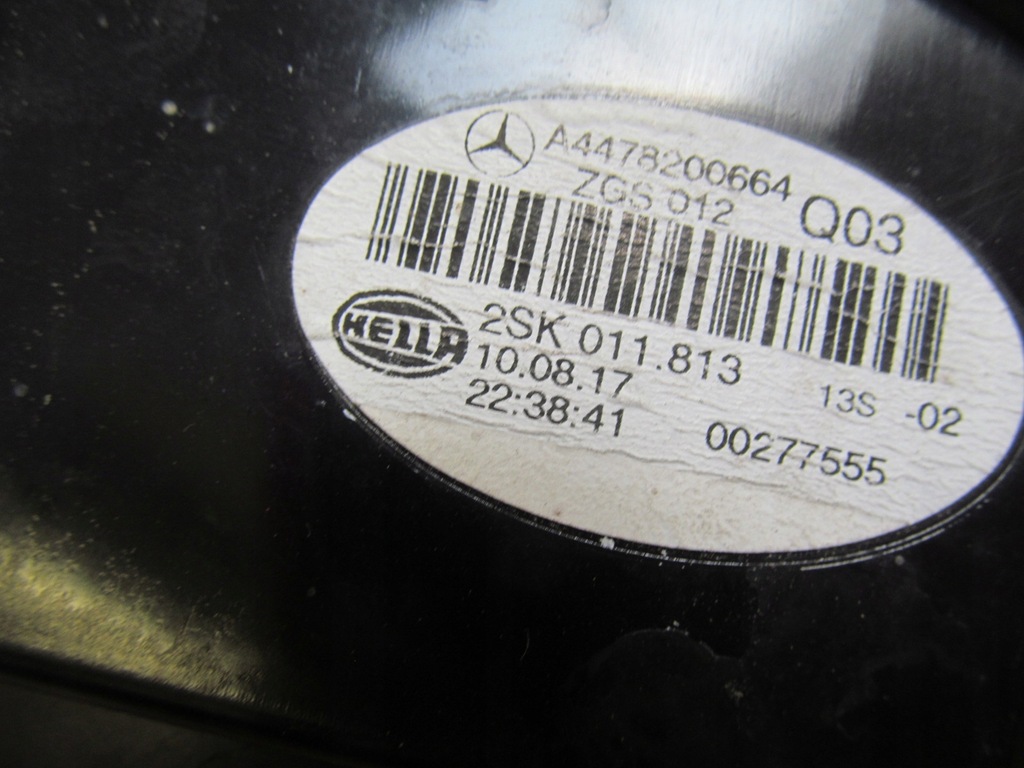 A4478200664
ZGS 012
Q03
HELLA
2SK 011.813
13S -02
10.08.17
22:38:41
00277555